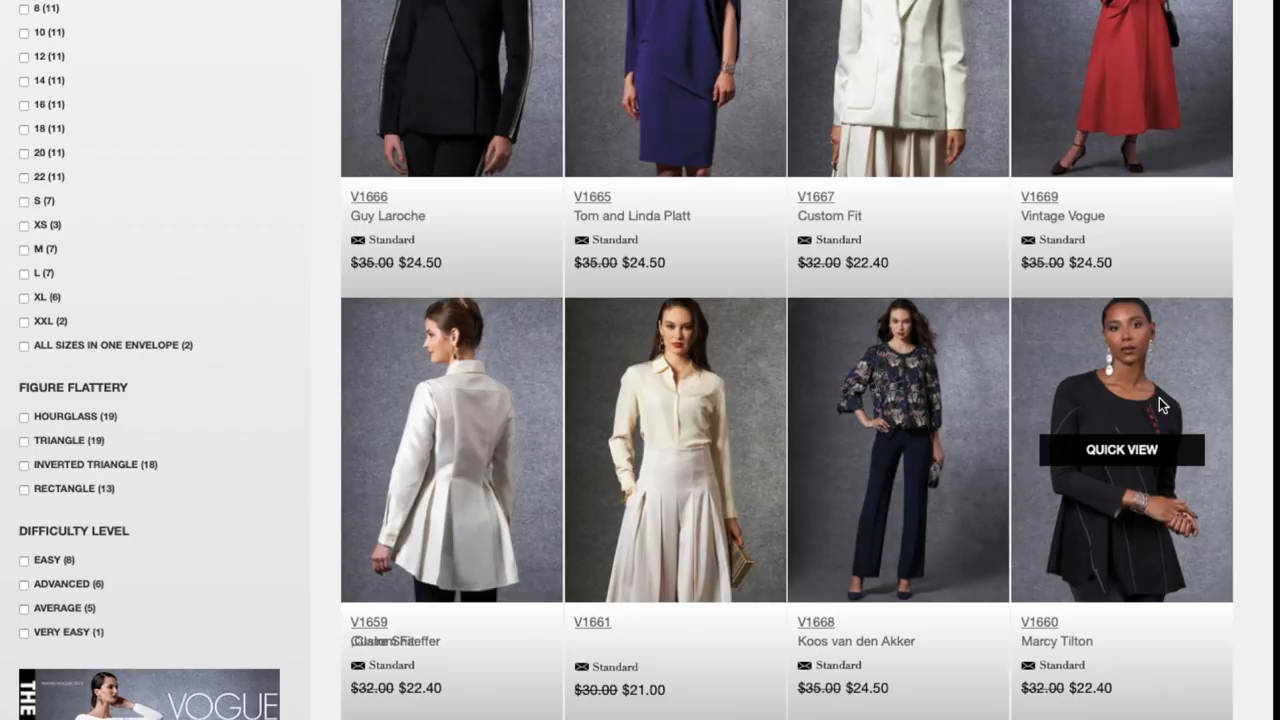 8 (11)
10 (11)
12 (11)
14 (11)
16 (11)
18 (11)
20 (11)
22 (11)
S (7)
XS (3)
M (7)
L (7)
XL (6)
XXL (2)
ALL SIZES IN ONE ENVELOPE (2)
FIGURE FLATTERY
HOURGLASS (19)
TRIANGLE (19)
INVERTED TRIANGLE (18)
RECTANGLE (13)
DIFFICULTY LEVEL
EASY (8)
ADVANCED (6)
AVERAGE (5)
VERY EASY (1)
THE
VOGUE
V1666
Guy Laroche
Standard
$35.00 $24.50
V1665
Tom and Linda Platt
Standard
$35.00 $24.50
V1667
Custom Fit
Standard
$32.00 $22.40
V1669
Vintage Vogue
Standard
$35.00 $24.50
QUICK VIEW
V1659
Standard
$32.00 $22.40
V1661
Standard
$30.00 $21.00
V1668
Koos van den Akker
Standard
$35.00 $24.50
V1660
Marcy Tilton
Standard
$32.00 $22.40